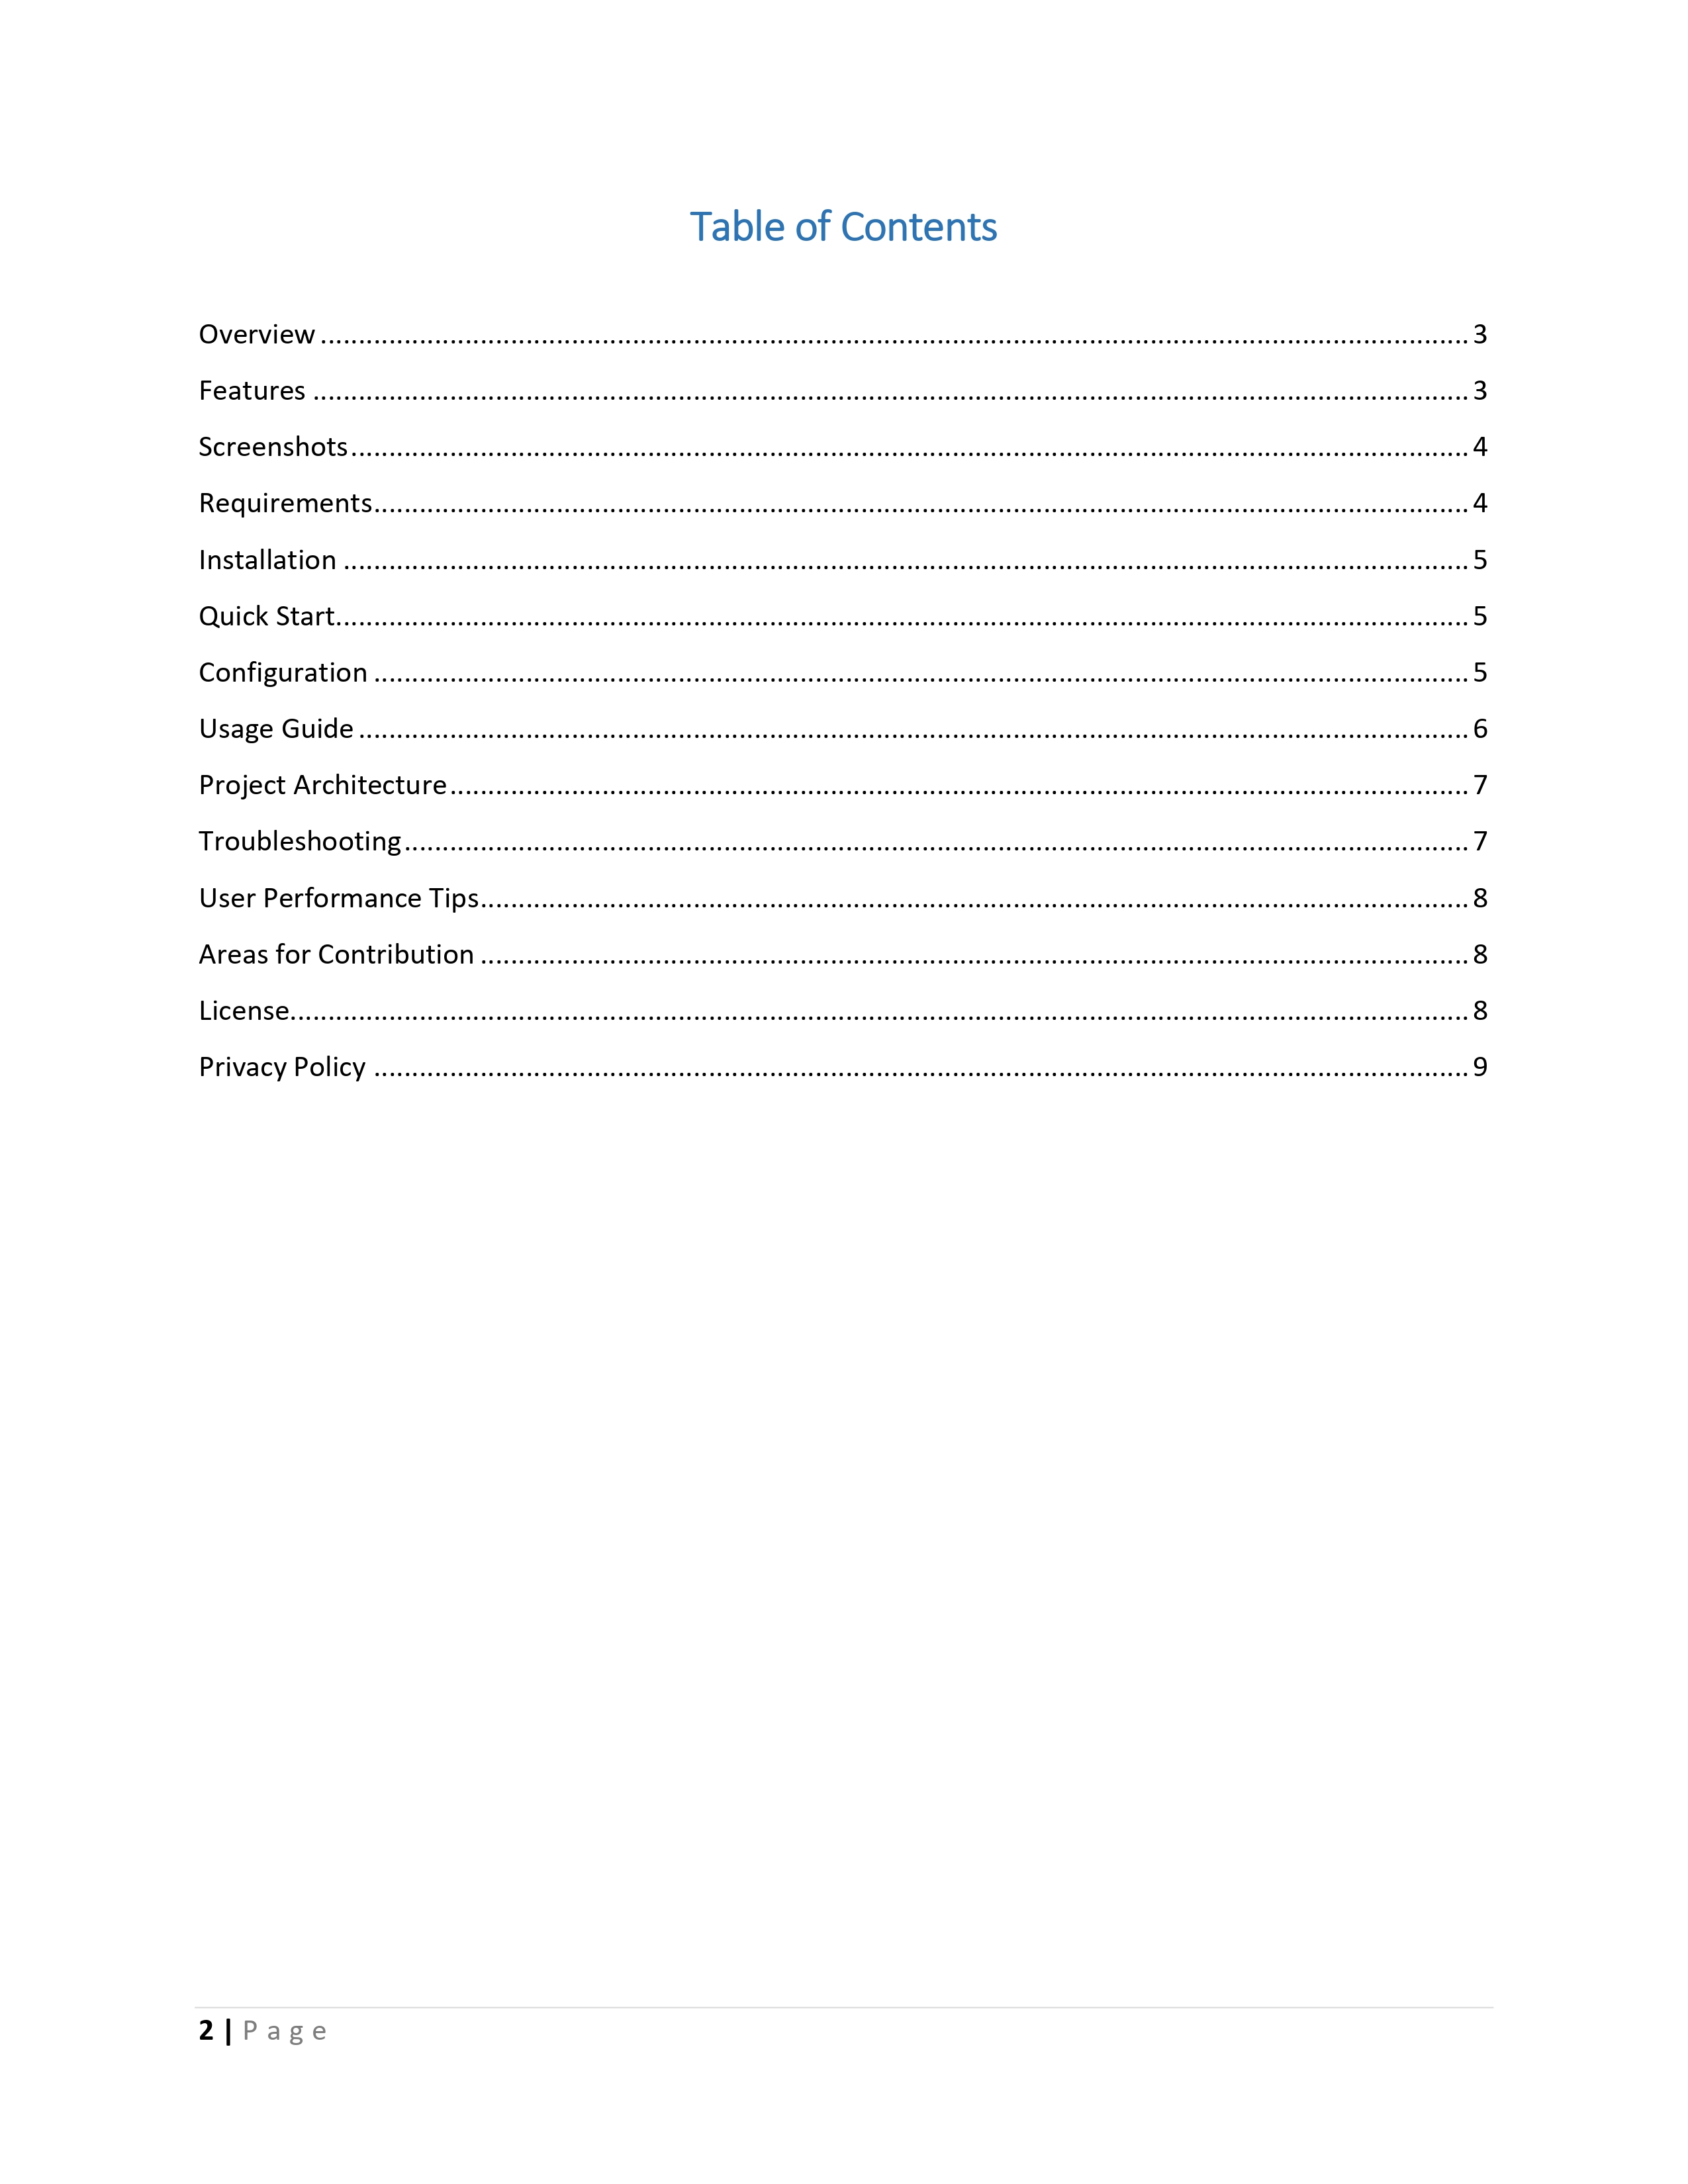 Table of Contents
Overview ........................................................................................................ 3
Features ........................................................................................................ 3
Screenshots ........................................................................................................ 4
Requirements ........................................................................................................ 4
Installation ........................................................................................................ 5
Quick Start ........................................................................................................ 5
Configuration ........................................................................................................ 5
Usage Guide ........................................................................................................ 6
Project Architecture ........................................................................................................ 7
Troubleshooting ........................................................................................................ 7
User Performance Tips ........................................................................................................ 8
Areas for Contribution ........................................................................................................ 8
License ........................................................................................................ 8
Privacy Policy ........................................................................................................ 9
2 | Page